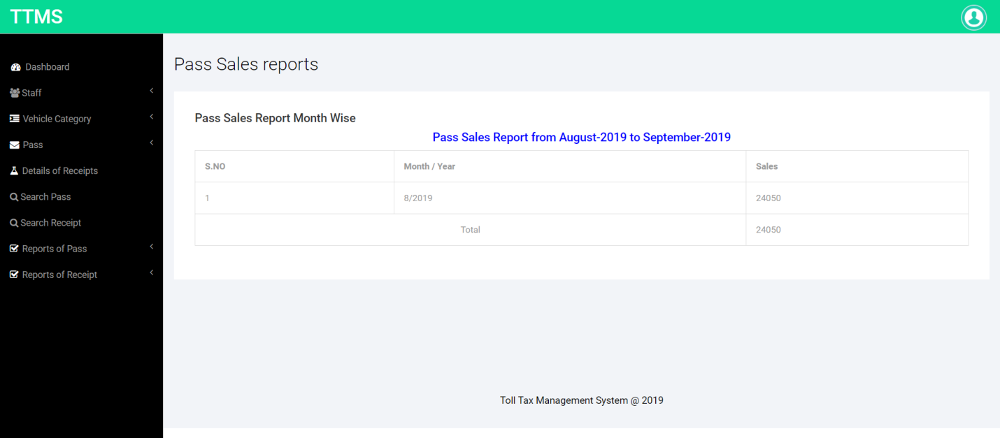 TTMS
Dashboard
Staff
Vehicle Category
Pass
Details of Receipts
Search Pass
Search Receipt
Reports of Pass
Reports of Receipt
Pass Sales reports
Pass Sales Report Month Wise
Pass Sales Report from August-2019 to September-2019
S.NO Month / Year Sales
1 8/2019 24050
Total 24050
Toll Tax Management System @ 2019